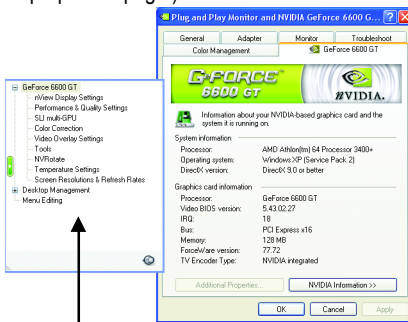 Plug and Play Monitor and NVIDIA GeForce 6600 G...
General Adapter Monitor Troubleshoot
Color Management GeForce 6600 GT
GEFORCE
6600 GT
NVIDIA.
Information about your NVIDIA-based graphics card and the
system it is running on.
System information
Processor: AMD Athlon(tm) 64 Processor 3400+
Operating system: Windows XP (Service Pack 2)
DirectX version: DirectX 9.0 or better
Graphics card information
Processor: GeForce 6600 GT
Video BIOS version: 5.43.02.27
IRQ: 18
Bus: PCI Express x16
Memory: 128 MB
ForceWare version: 77.72
TV Encoder Type: NVIDIA integrated
Additional Properties... NVIDIA Information >>
OK Cancel Apply
GeForce 6600 GT
nView Display Settings
Performance & Quality Settings
SLI multi-GPU
Color Correction
Video Overlay Settings
Tools
NVRotate
Temperature Settings
Screen Resolutions & Refresh Rates
Desktop Management
Menu Editing